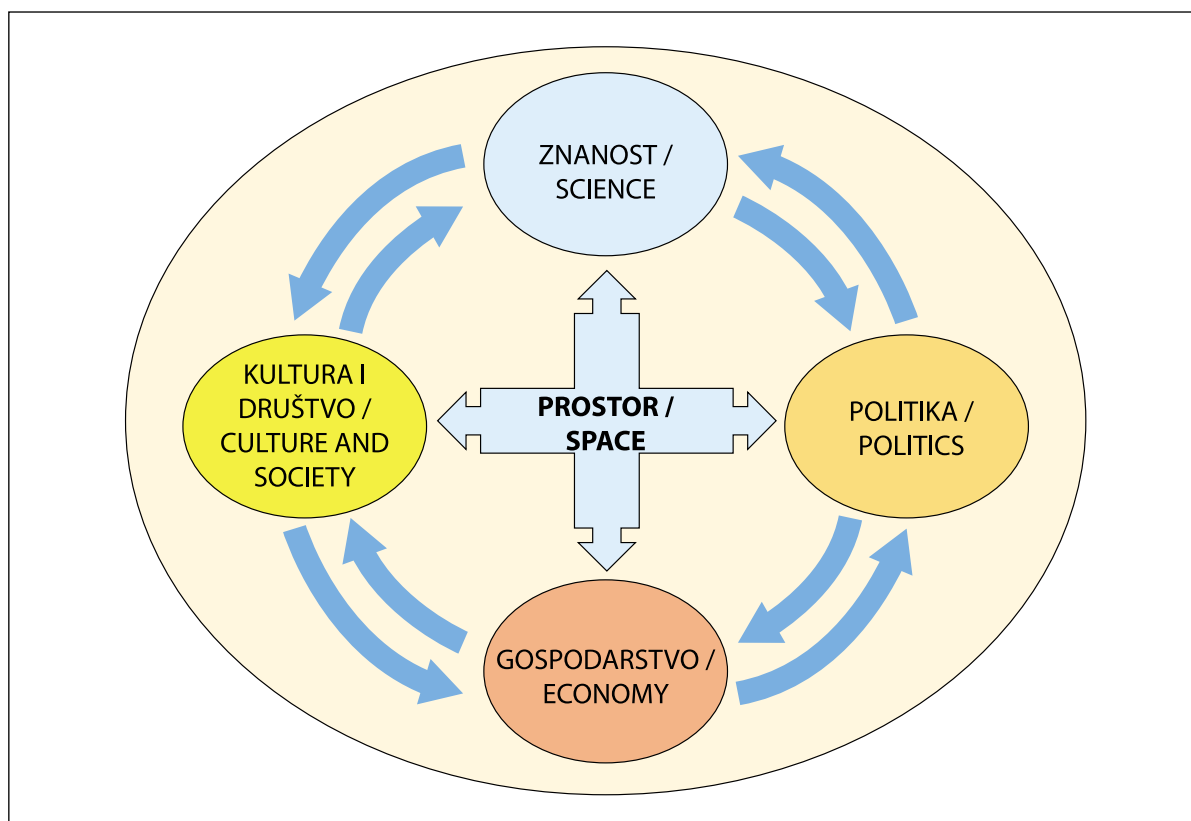 ZNANOST /
SCIENCE
KULTURA I
DRUŠTVO /
CULTURE AND
SOCIETY
PROSTOR /
SPACE
POLITIKA /
POLITICS
GOSPODARSTVO /
ECONOMY